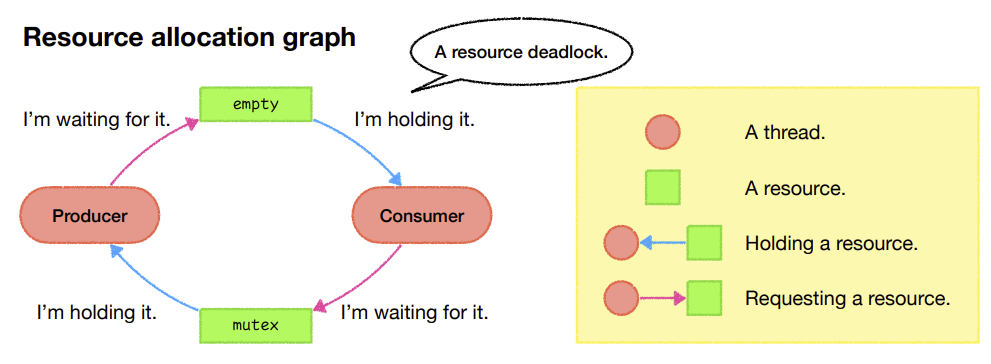 Resource allocation graph
A resource deadlock.
empty
I'm waiting for it.
I'm holding it.
Producer
Consumer
I'm holding it.
I'm waiting for it.
mutex
A thread.
A resource.
Holding a resource.
Requesting a resource.